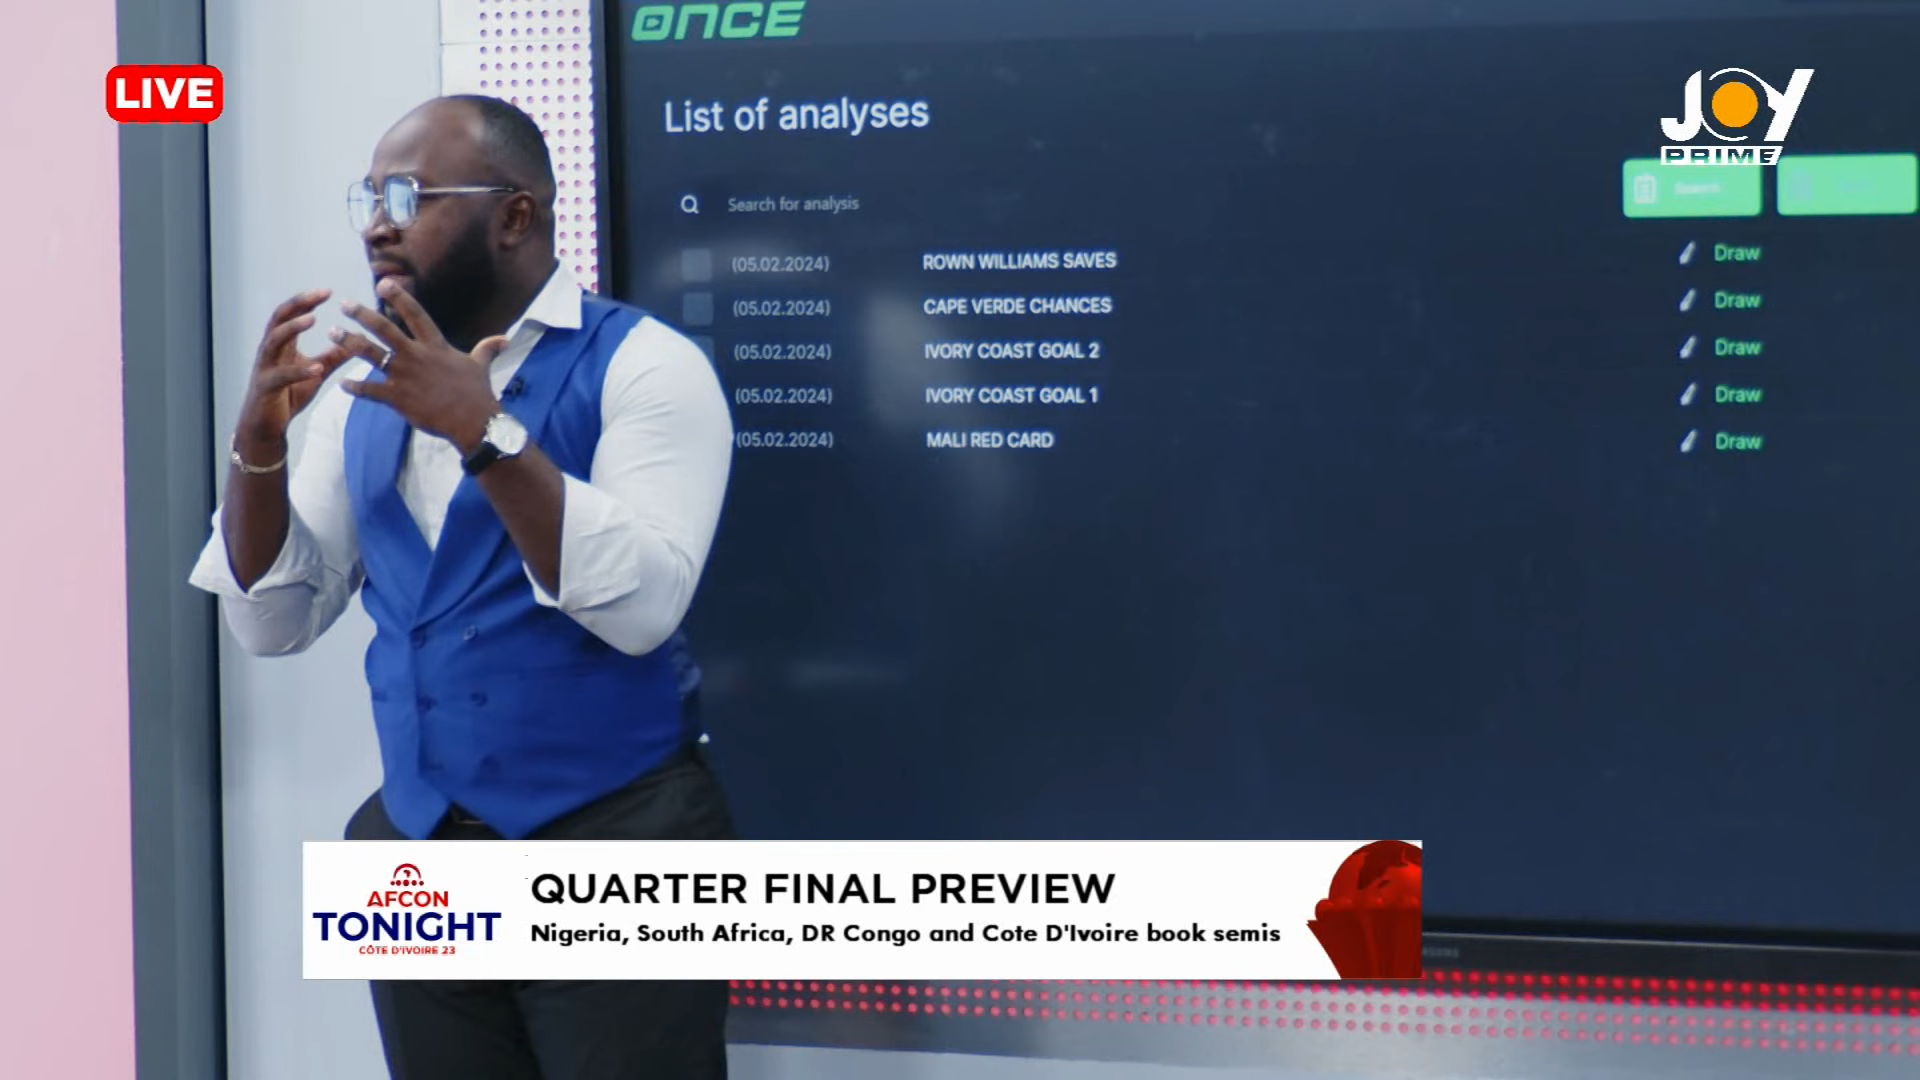 ONCE
LIVE
JOY
PRIME
List of analyses
Search for analysis
(05.02.2024) ROWN WILLIAMS SAVES Draw
(05.02.2024) CAPE VERDE CHANCES Draw
(05.02.2024) IVORY COAST GOAL 2 Draw
(05.02.2024) IVORY COAST GOAL 1 Draw
(05.02.2024) MALI RED CARD Draw
AFCON
TONIGHT
CÔTE D'IVOIRE 23
QUARTER FINAL PREVIEW
Nigeria, South Africa, DR Congo and Cote D'Ivoire book semis